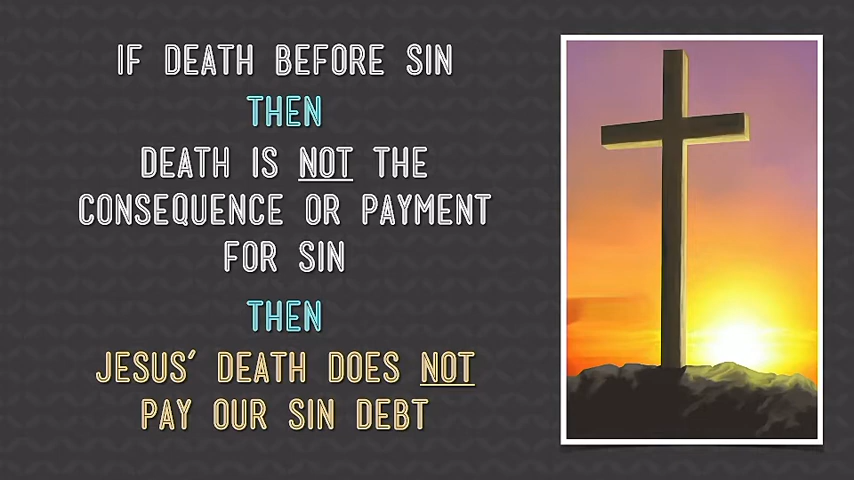 IF DEATH BEFORE SIN
THEN
DEATH IS NOT THE
CONSEQUENCE OR PAYMENT
FOR SIN
THEN
JESUS' DEATH DOES NOT
PAY OUR SIN DEBT